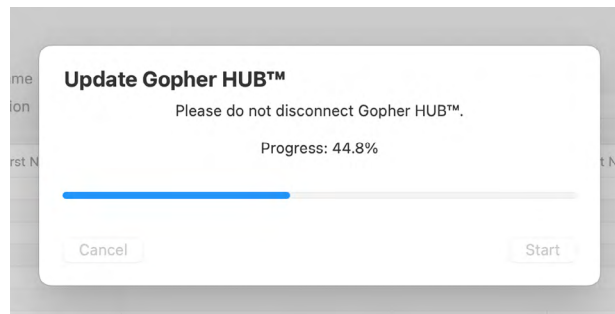 Update Gopher HUB™
Please do not disconnect Gopher HUB™.
Progress: 44.8%
Cancel
Start